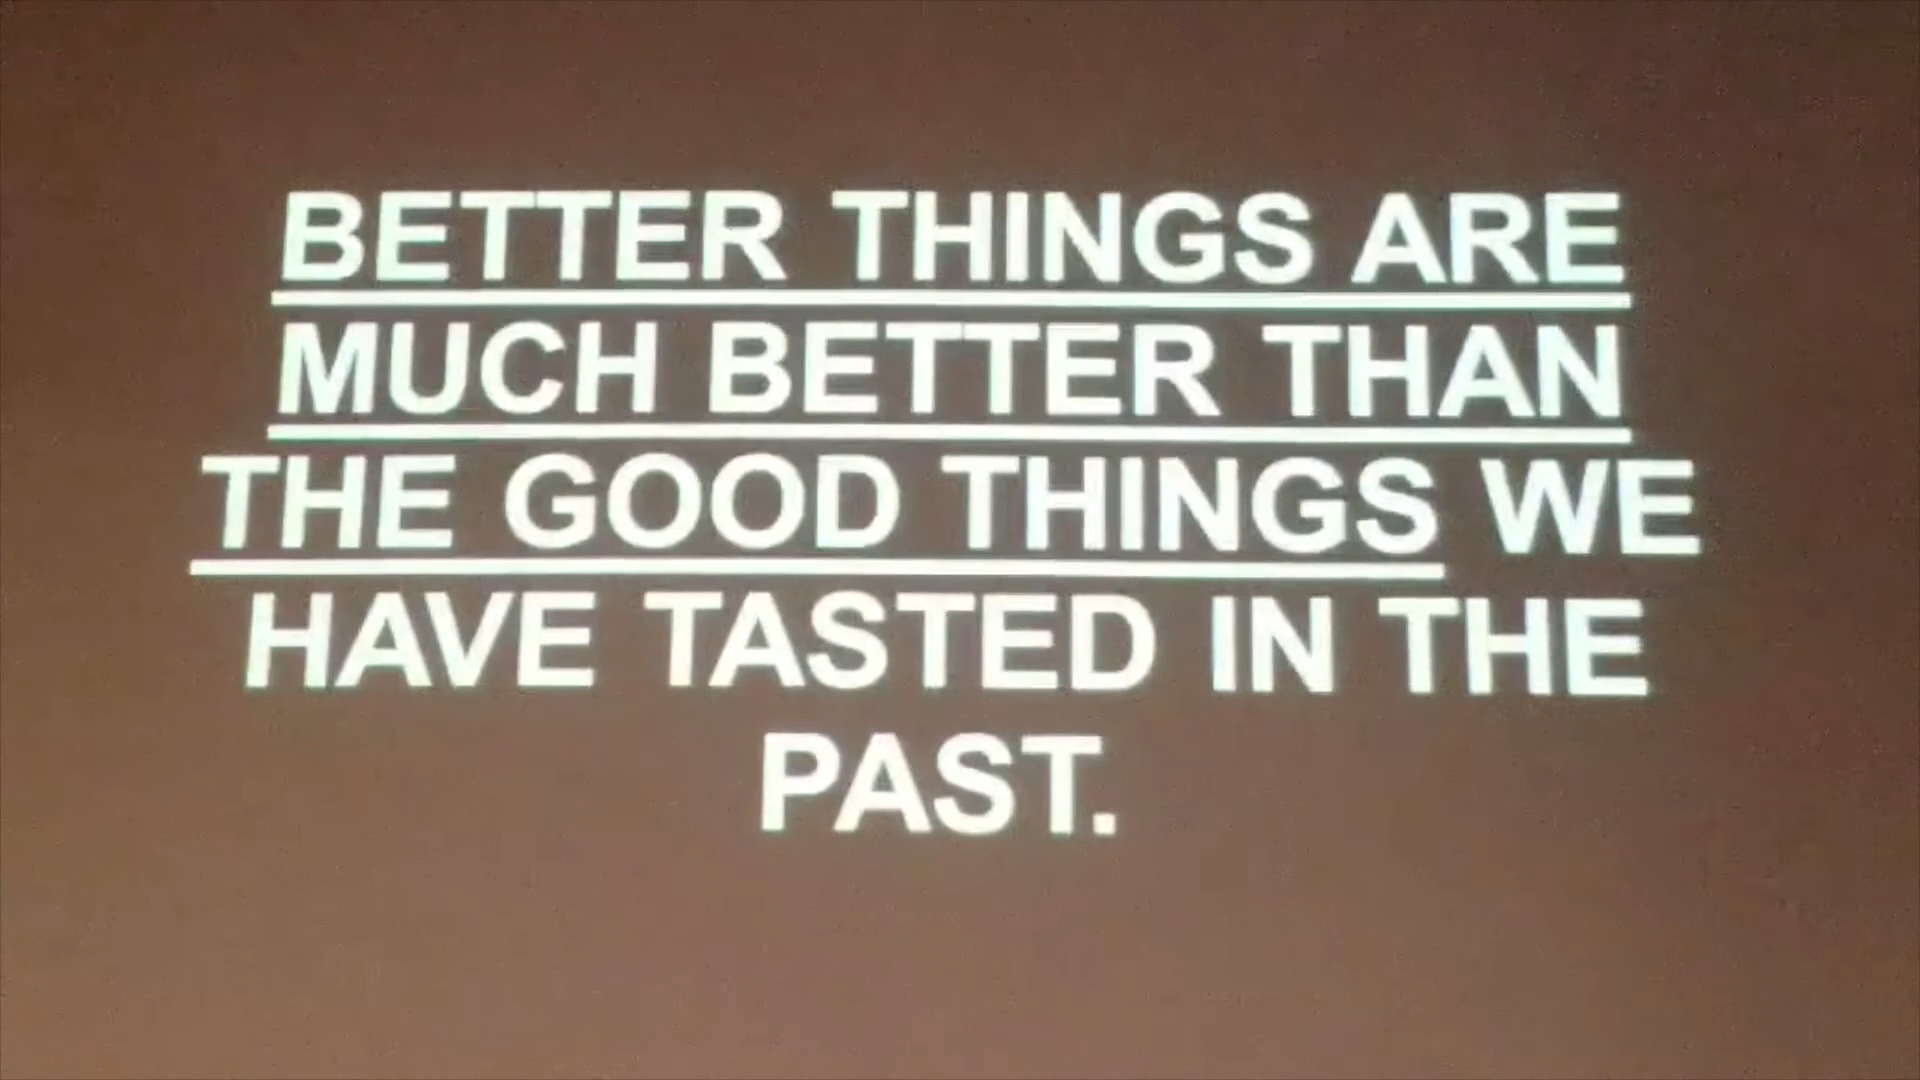 BETTER THINGS ARE
MUCH BETTER THAN
THE GOOD THINGS WE
HAVE TASTED IN THE
PAST.